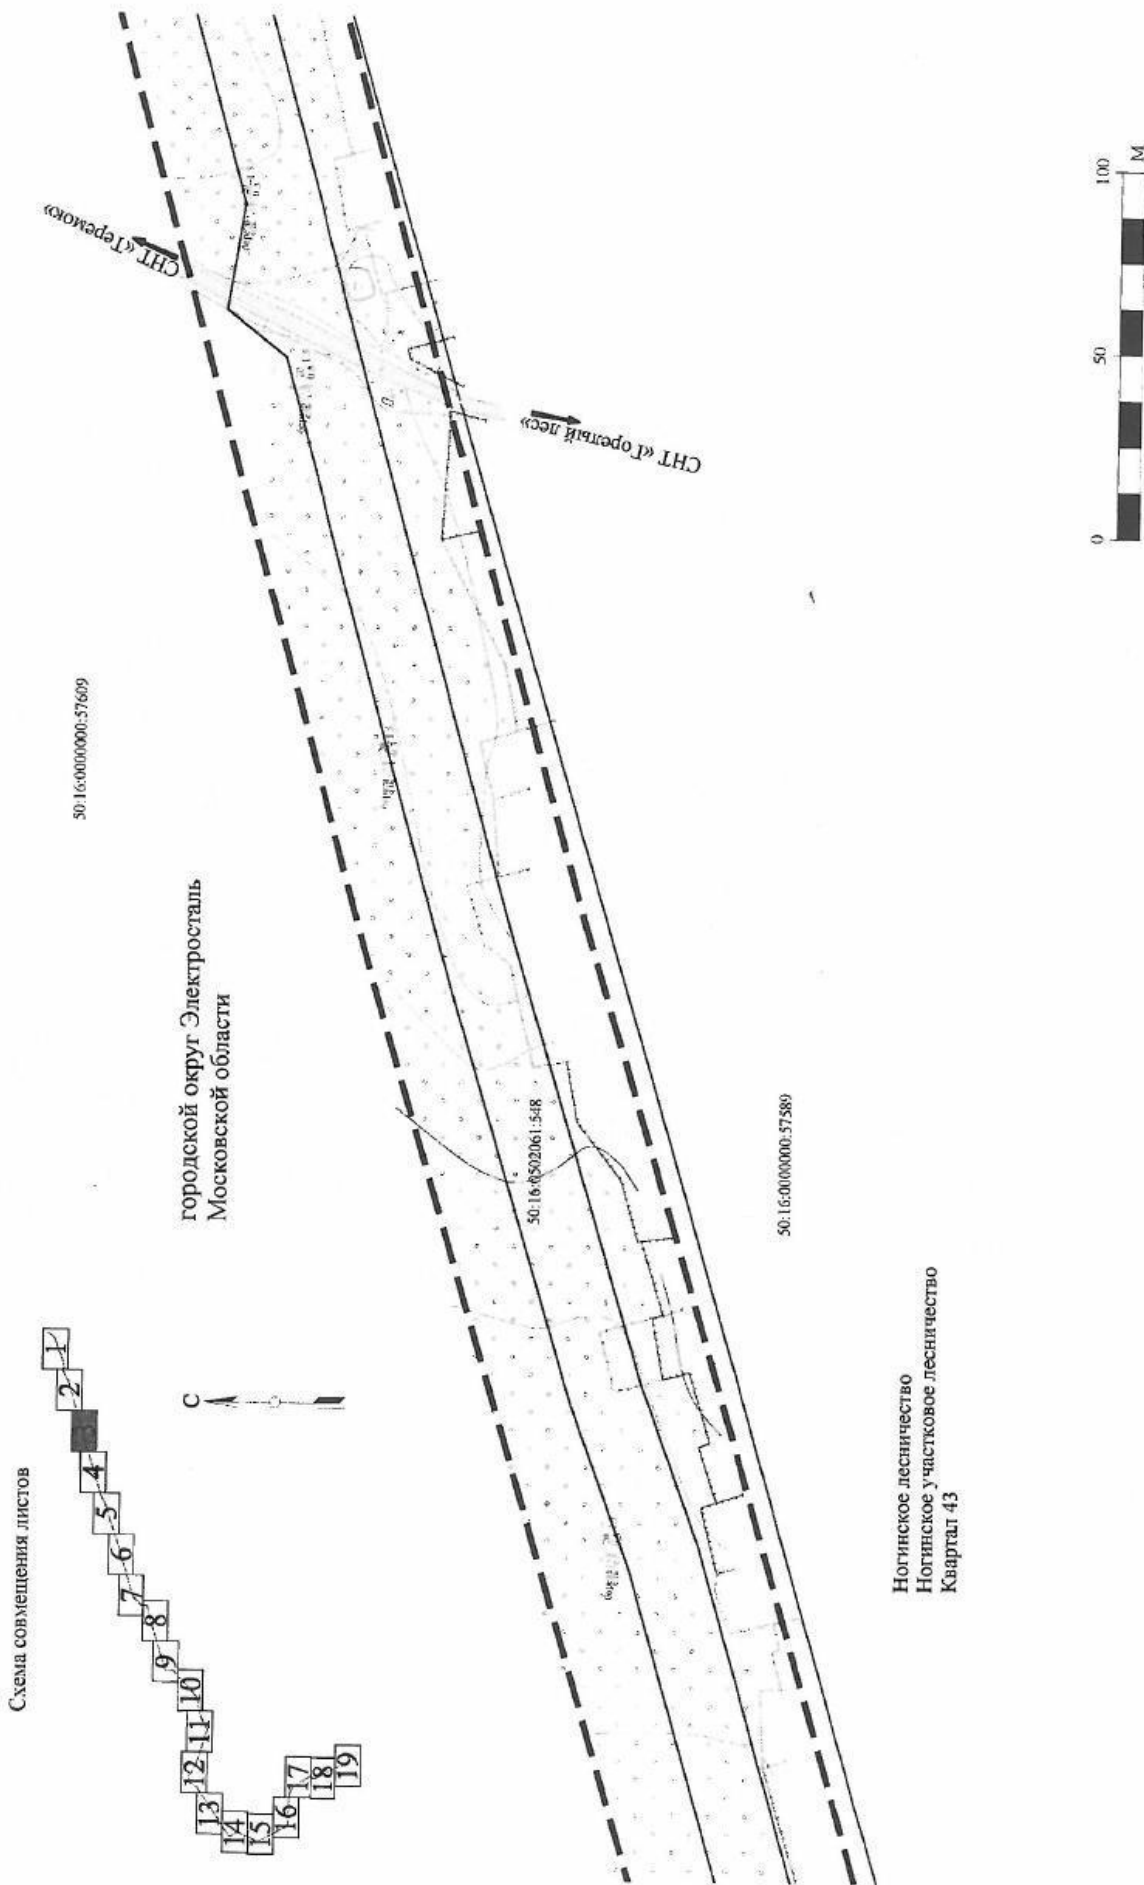 Схема совмещения листов
1
2
3
4
5
6
7
8
9
10
11
12
13
14
15
16
17
18
19
С
городской округ Электросталь
Московской области
50:16:0000000:57609
СНТ «Теремок»
СНТ «Горелый лес»
50:16:0502061:548
50:16:0000000:57589
Ногинское лесничество
Ногинское участковое лесничество
Квартал 43
0
50
100
М